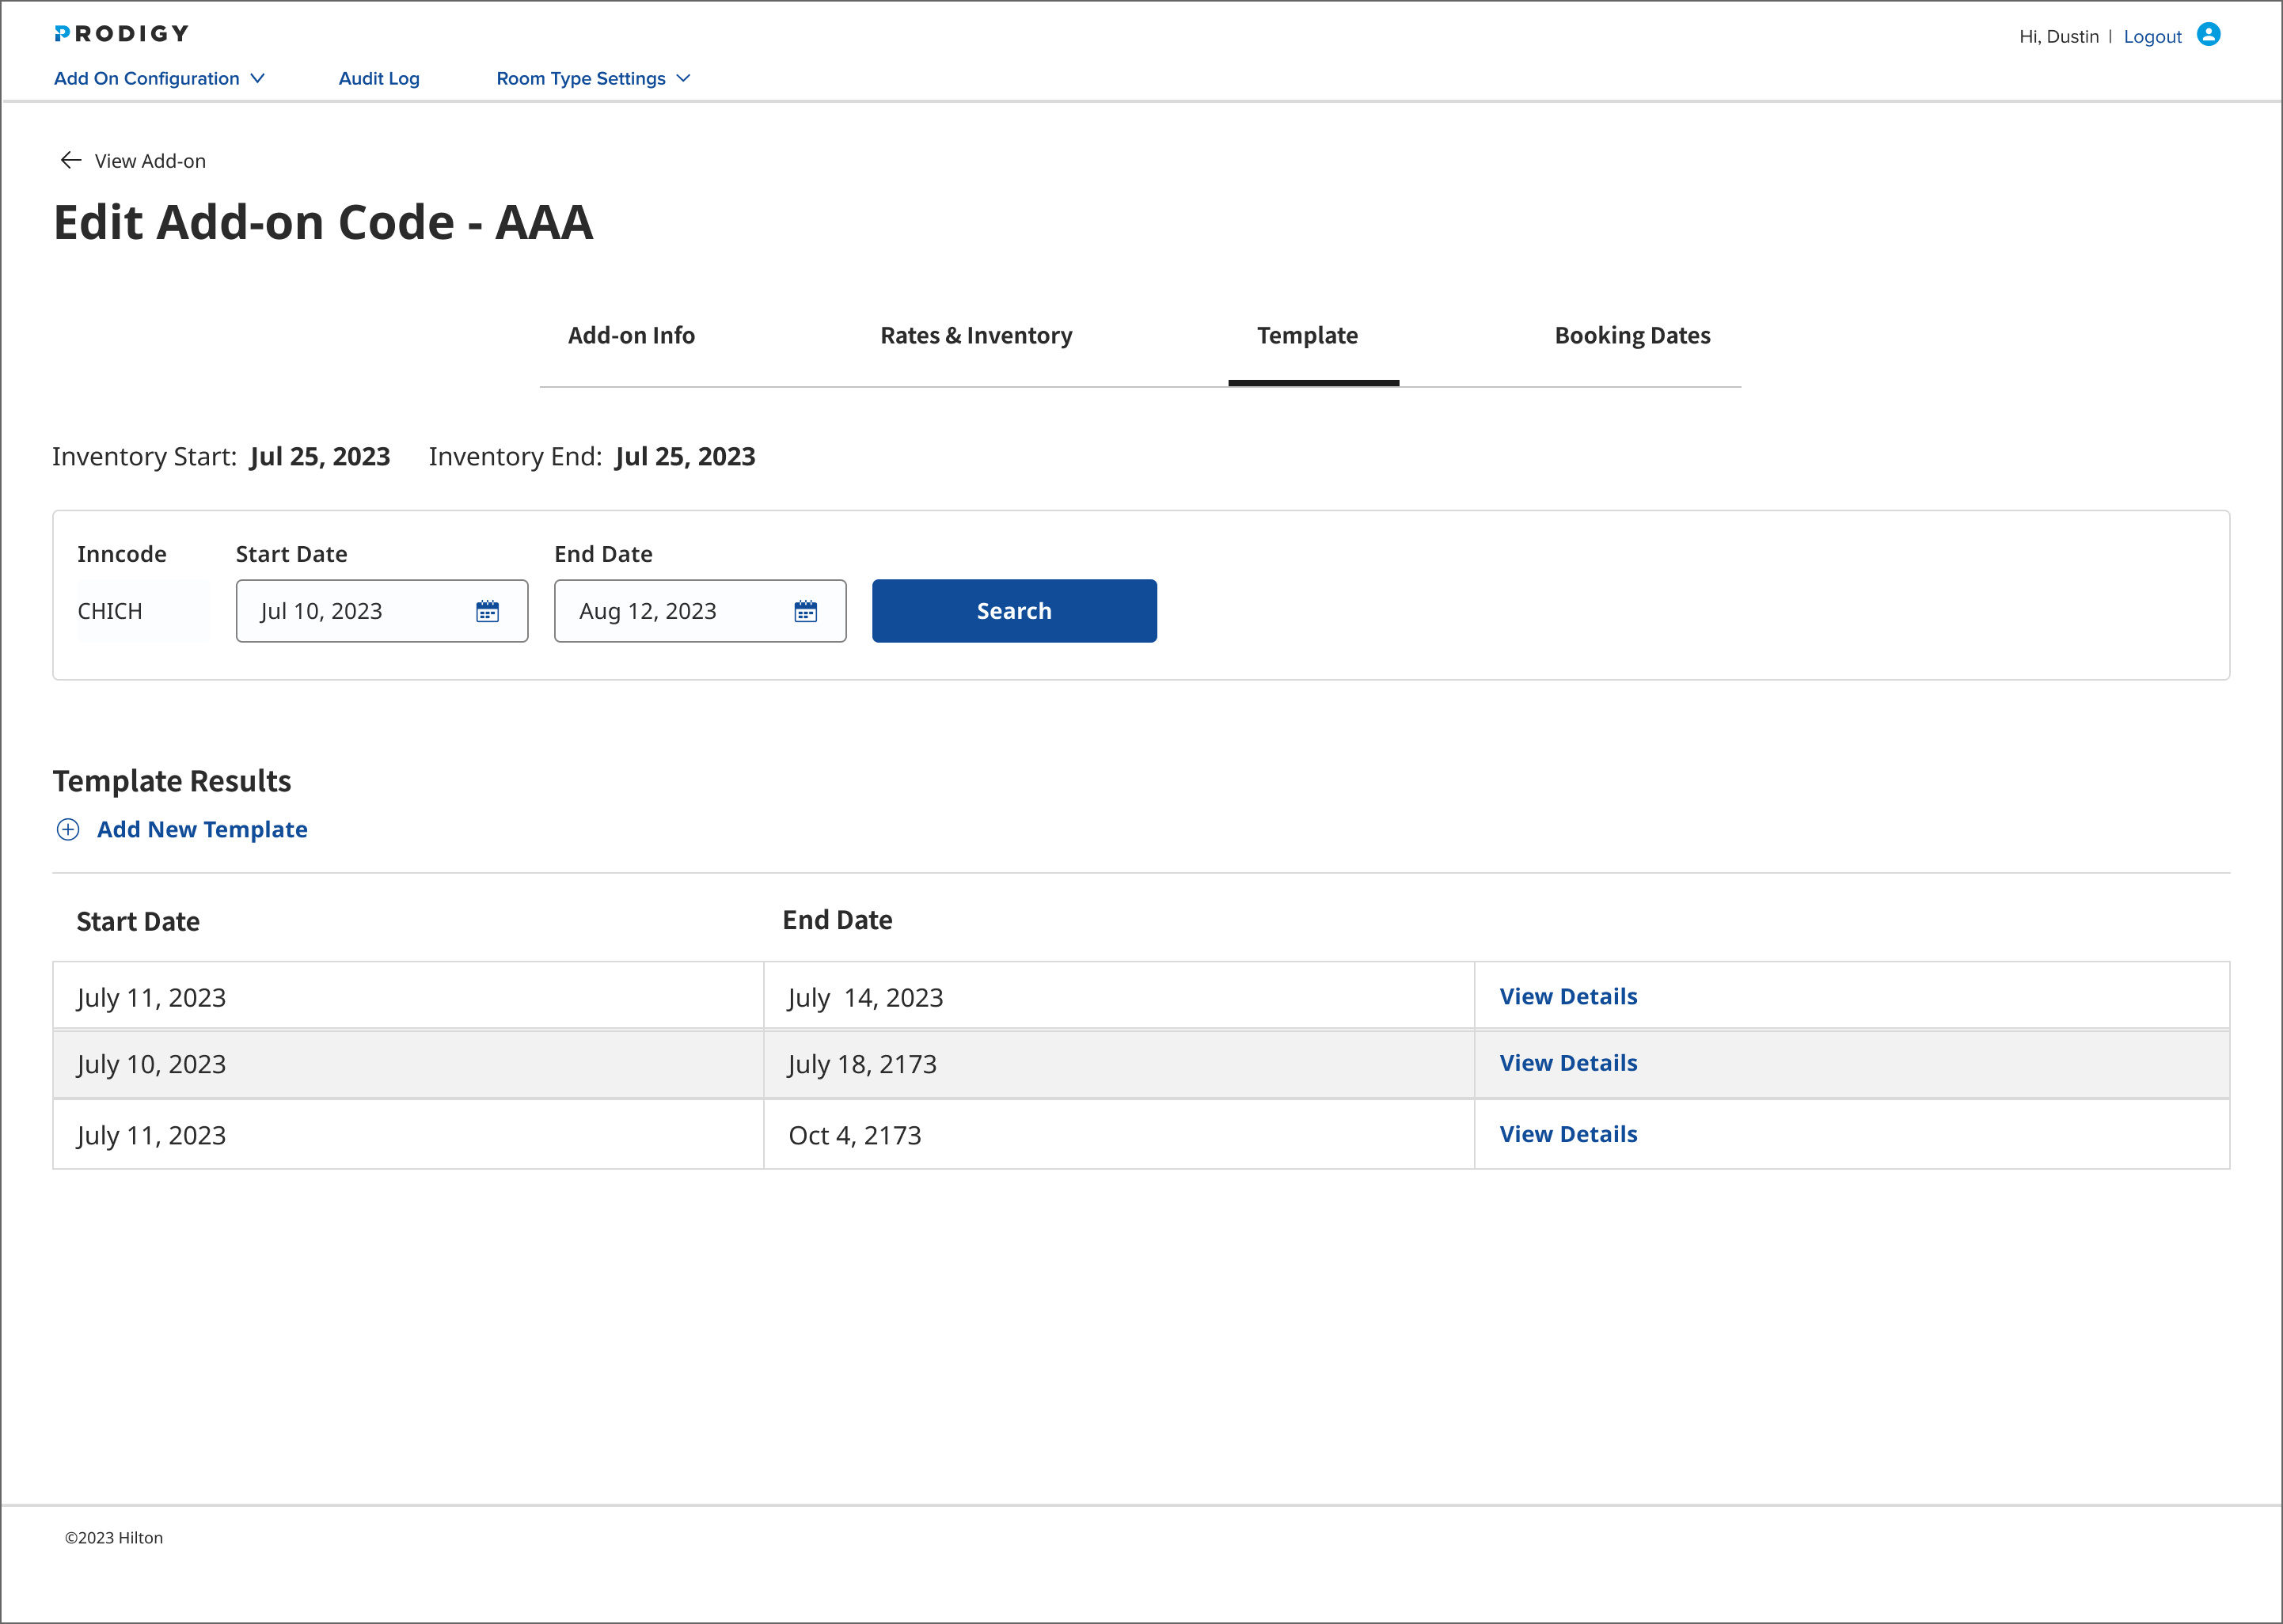 PRODIGY
Hi, Dustin | Logout
Add On Configuration Audit Log Room Type Settings
View Add-on
Edit Add-on Code - AAA
Add-on Info Rates & Inventory Template Booking Dates
Inventory Start: Jul 25, 2023 Inventory End: Jul 25, 2023
Inncode Start Date End Date
CHICH Jul 10, 2023 Aug 12, 2023 Search
Template Results
Add New Template
Start Date End Date
July 11, 2023 July 14, 2023 View Details
July 10, 2023 July 18, 2173 View Details
July 11, 2023 Oct 4, 2173 View Details
©2023 Hilton